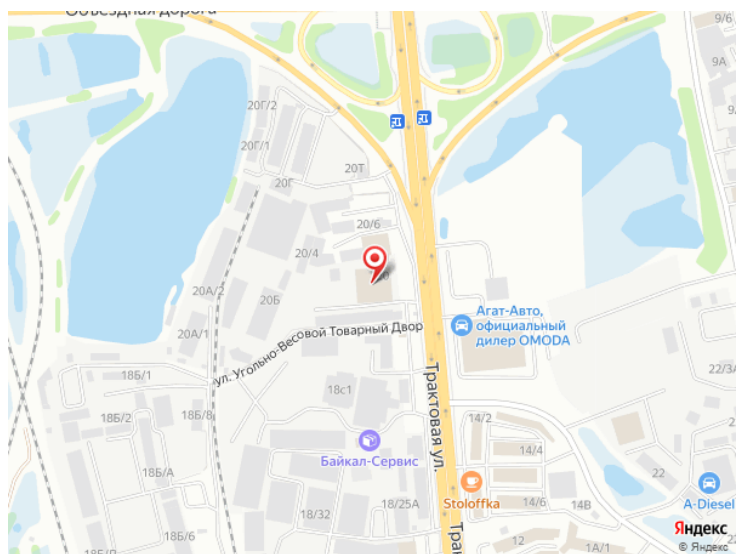 Объездная дорога
9/6
9А
20Г/2
20Г/1
20Т
20Г
20/6
20/4
20А/2
20Б
20А/1
ул. Угольно-Весовой Товарный Двор
Агат-Авто,
официальный
дилер OMODA
18Б/1
18с1
22/3А
18Б/8
Трактовая ул.
14/2
Байкал-Сервис
14/4
18Б/А
22
Stoloffka
14/6
14В
A-Diesel
18/25А
18/32
18Б/6
12
1А/1
Яндекс
© Яндекс